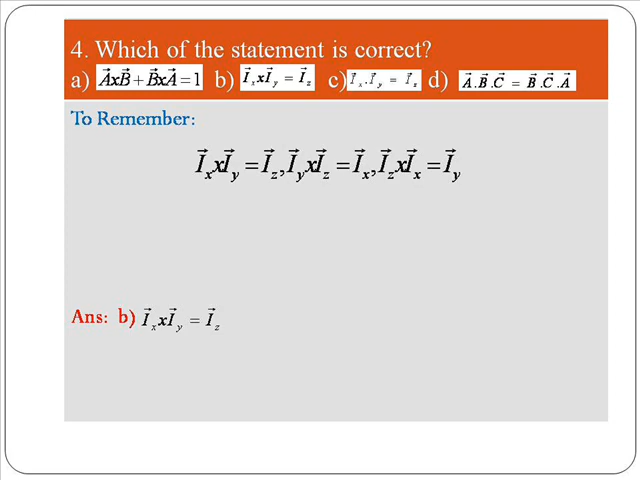 4. Which of the statement is correct?
a) A⃗xB⃗ + B⃗xA⃗ = 1 b) I⃗ₓxI⃗ᵧ = I⃗_z c) I⃗ₓ.I⃗ᵧ = I⃗_z d) A⃗.B⃗.C⃗ = B⃗.C⃗.A⃗
To Remember:
I⃗ₓxI⃗ᵧ = I⃗_z, I⃗ᵧxI⃗_z = I⃗ₓ, I⃗_zxI⃗ₓ = I⃗ᵧ
Ans: b) I⃗ₓxI⃗ᵧ = I⃗_z